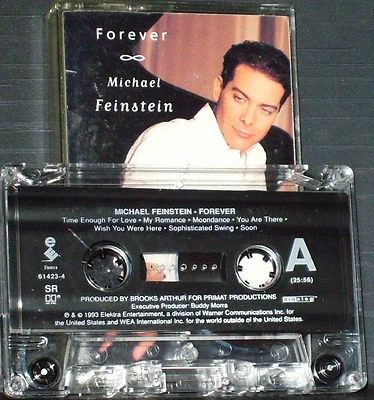 Forever
Michael
Feinstein
MICHAEL FEINSTEIN · FOREVER
Time Enough For Love · My Romance · Moondance · You Are There ·
Wish You Were Here · Sophisticated Swing · Soon
Elektra
61423-4
SR
A
(25:56)
PRODUCED BY BROOKS ARTHUR FOR PRIMAT PRODUCTIONS
Executive Producer: Buddy Morra
℗ & © 1993 Elektra Entertainment, a division of Warner Communications Inc. for
the United States and WEA International Inc. for the world outside of the United States.